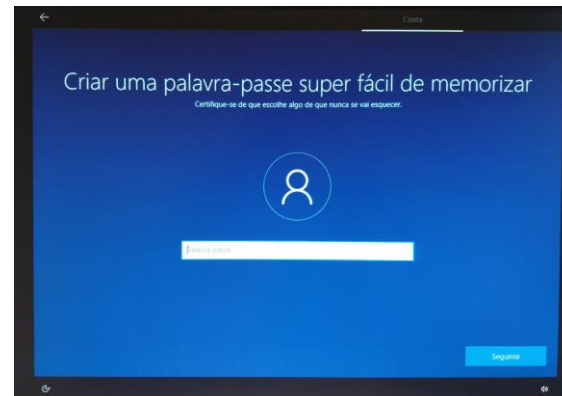 Conta
Criar uma palavra-passe super fácil de memorizar
Certifique-se de que escolhe algo de que nunca se vai esquecer.
Palavra-passe
Seguinte